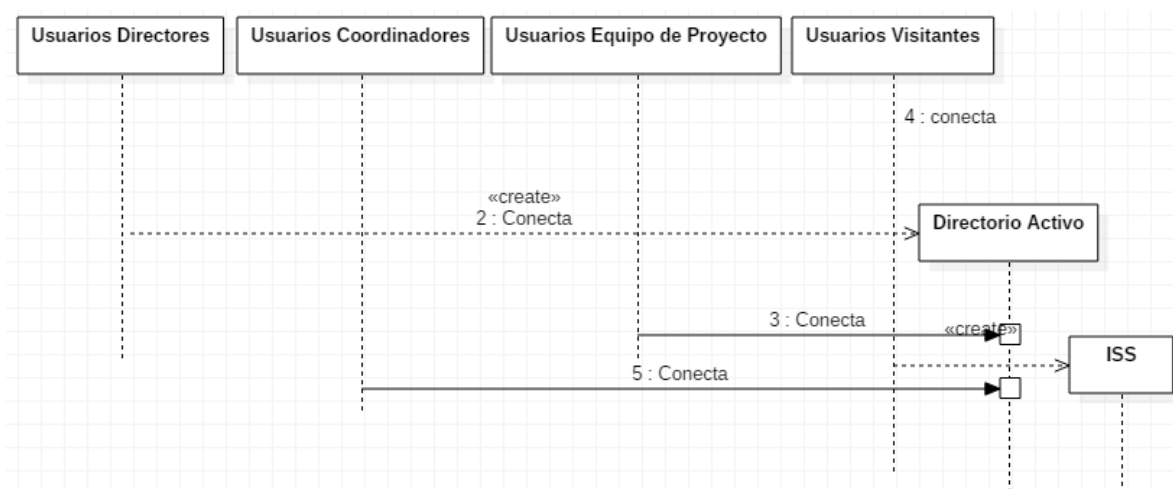 Usuarios Directores
Usuarios Coordinadores
Usuarios Equipo de Proyecto
Usuarios Visitantes
4 : conecta
«create»
2 : Conecta
Directorio Activo
3 : Conecta
«create»
ISS
5 : Conecta